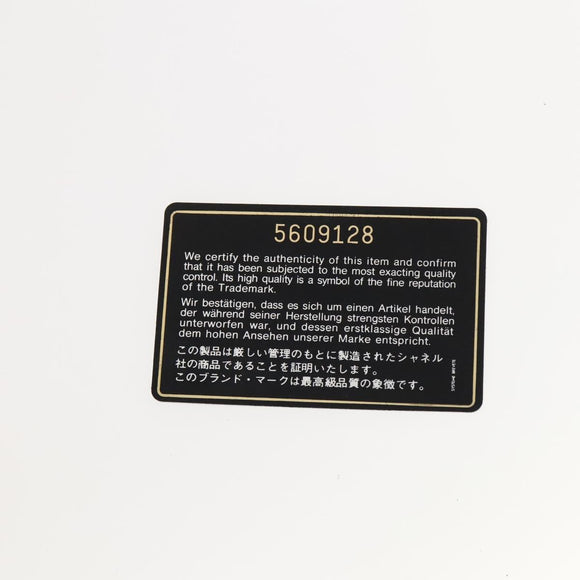 5609128
We certify the authenticity of this item and confirm
that it has been subjected to the most exacting quality
control. Its high quality is a symbol of the fine reputation
of the Trademark.
Wir bestätigen, dass es sich um einen Artikel handelt,
der während seiner Herstellung strengsten Kontrollen
unterworfen war, und dessen erstklassige Qualität
dem hohen Ansehen unserer Marke entspricht.
この製品は厳しい管理のもとに製造されたシャネル
社の商品であることを証明いたします。
このブランド・マークは最高級品質の象徴です。